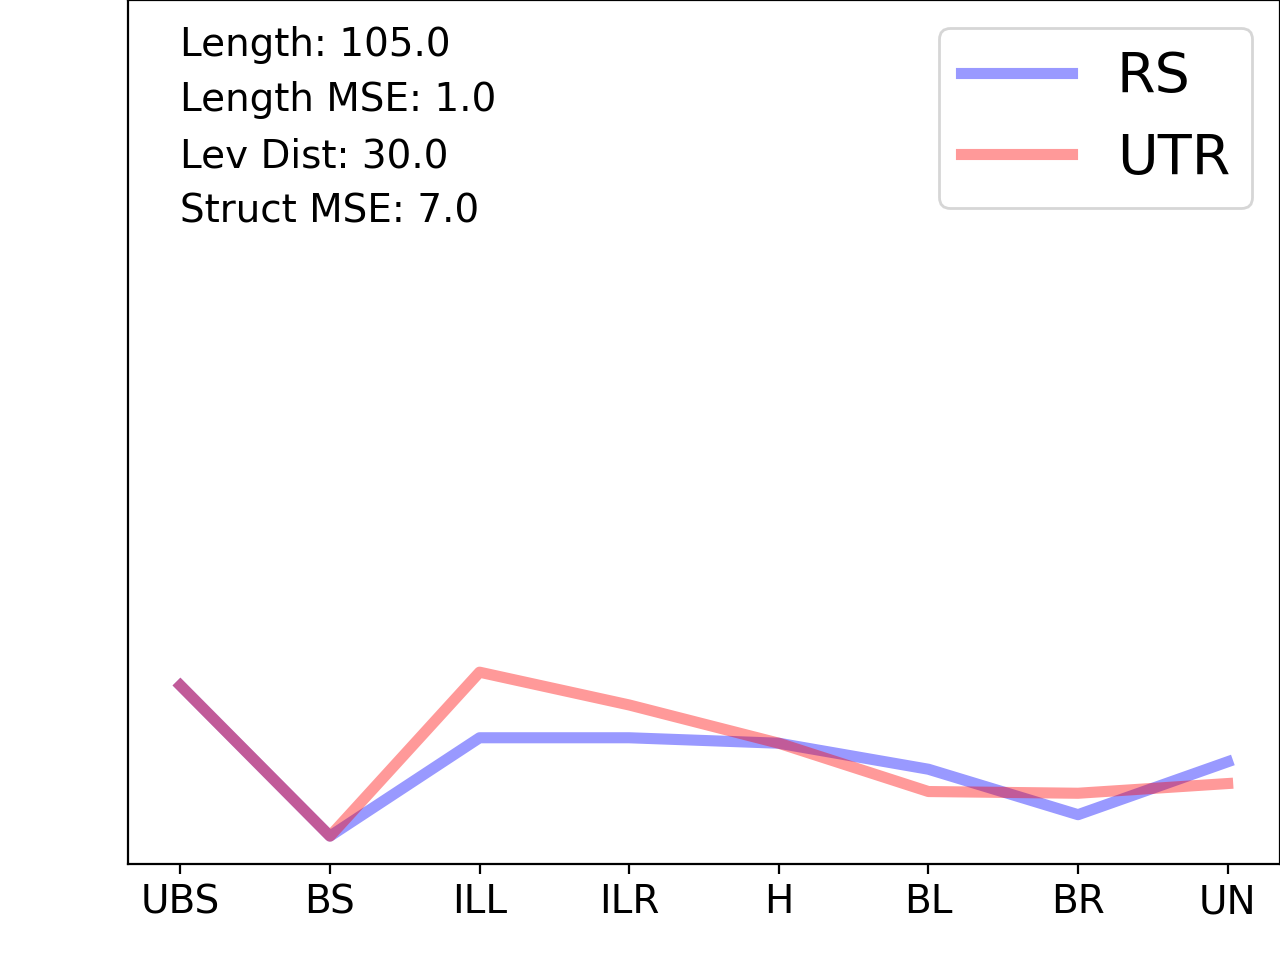 Length: 105.0
Length MSE: 1.0
Lev Dist: 30.0
Struct MSE: 7.0
RS
UTR
UBS BS ILL ILR H BL BR UN